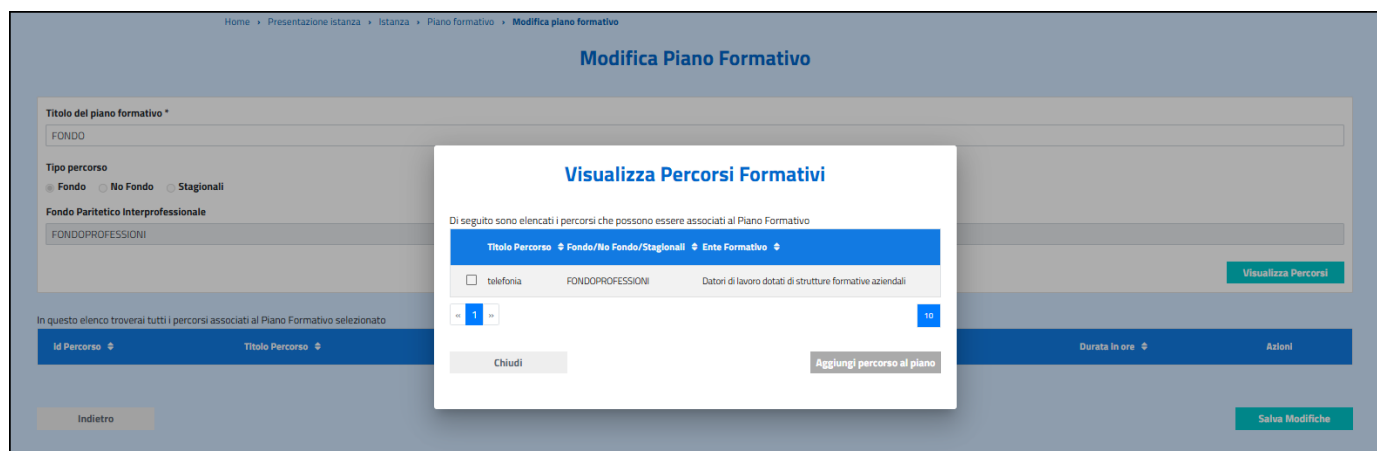 Home › Presentazione istanza › Istanza › Piano formativo › Modifica piano formativo
Modifica Piano Formativo
Titolo del piano formativo *
FONDO
Tipo percorso
Fondo No Fondo Stagionali
Fondo Paritetico Interprofessionale
FONDOPROFESSIONI
Visualizza Percorsi
In questo elenco troverai tutti i percorsi associati al Piano Formativo selezionato
Id Percorso Titolo Percorso Durata in ore Azioni
Indietro Salva Modifiche
Visualizza Percorsi Formativi
Di seguito sono elencati i percorsi che possono essere associati al Piano Formativo
Titolo Percorso Fondo/No Fondo/Stagionali Ente Formativo
telefonia FONDOPROFESSIONI Datori di lavoro dotati di strutture formative aziendali
« 1 » 10
Chiudi Aggiungi percorso al piano